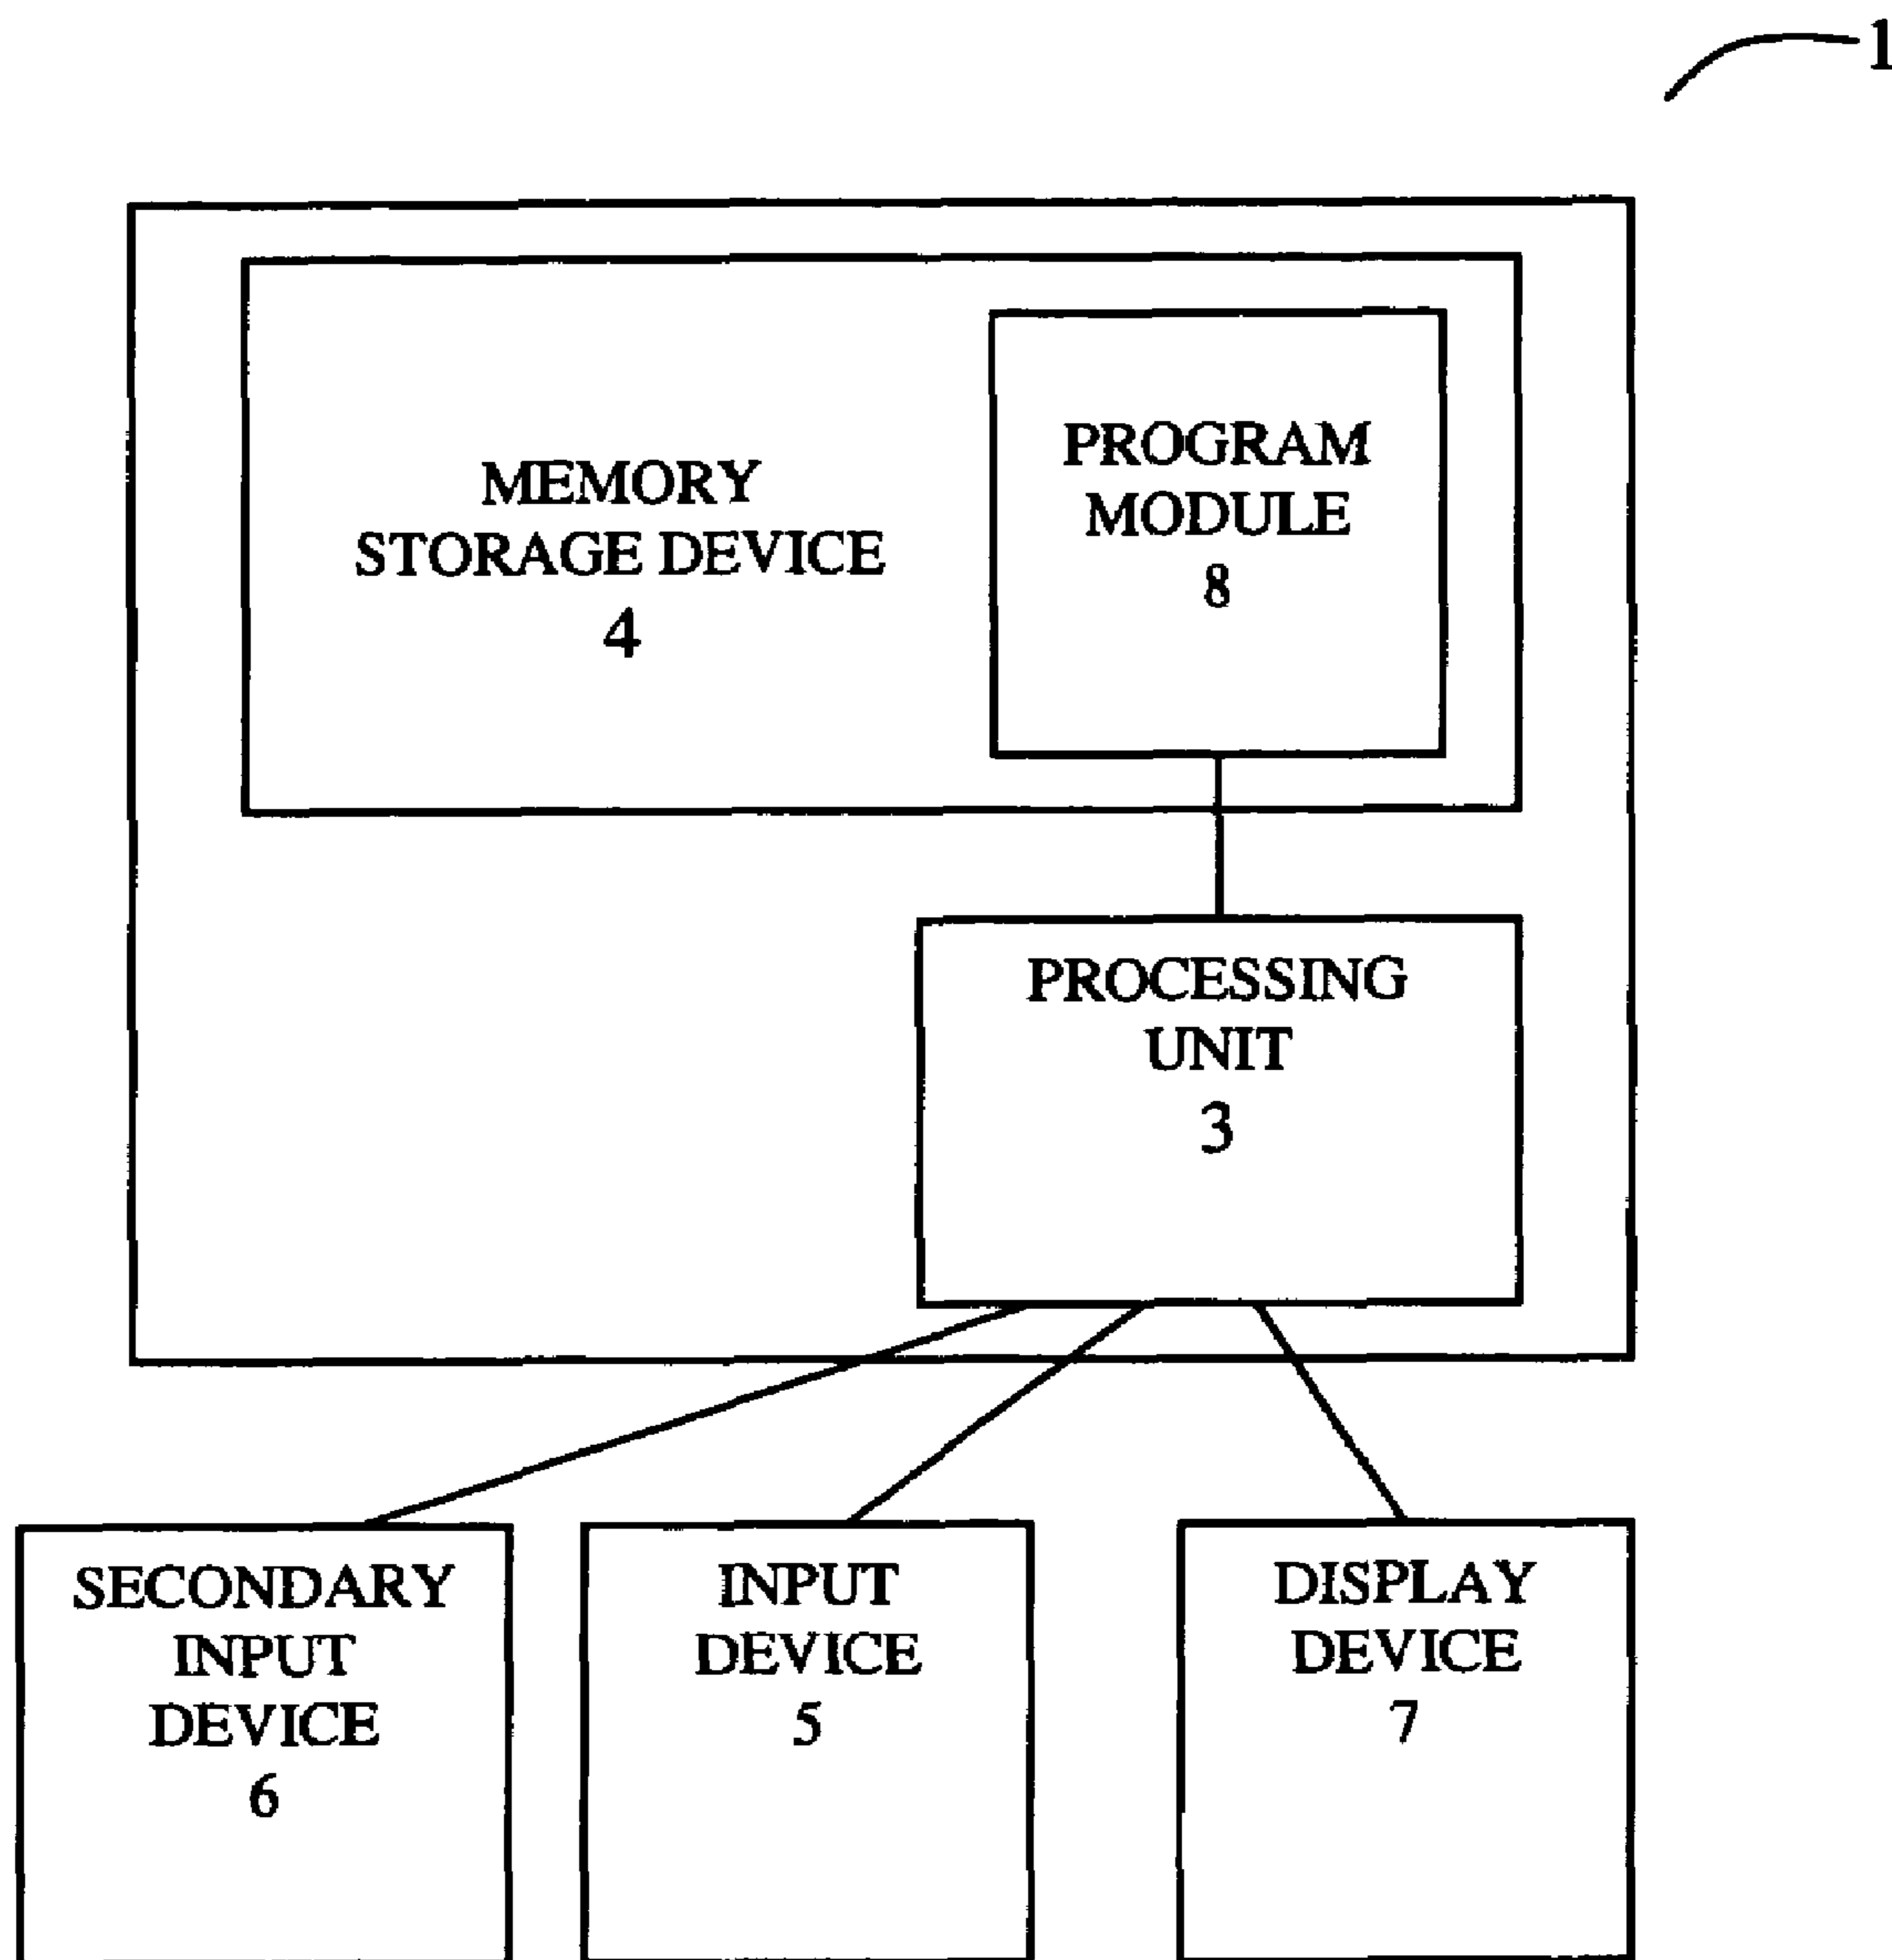 1
MEMORY
STORAGE DEVICE
4
PROGRAM
MODULE
8
PROCESSING
UNIT
3
SECONDARY
INPUT
DEVICE
6
INPUT
DEVICE
5
DISPLAY
DEVICE
7